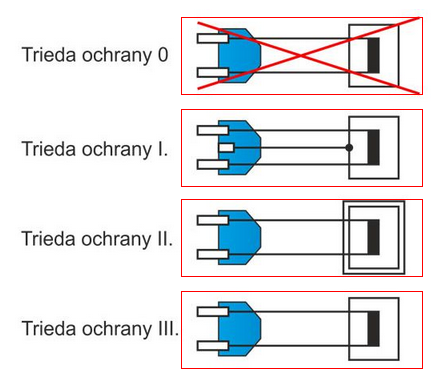 Trieda ochrany 0
Trieda ochrany I.
Trieda ochrany II.
Trieda ochrany III.